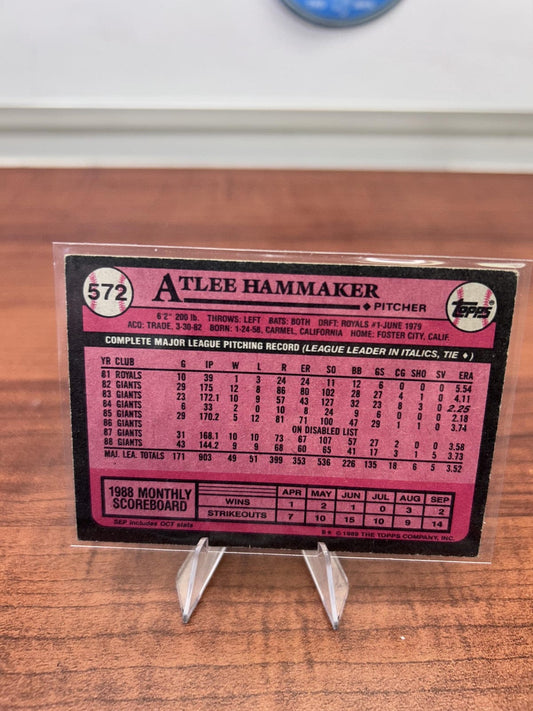 572
ATLEE HAMMAKER
PITCHER
Topps
6'2" 200 lb. THROWS: LEFT BATS: BOTH DRFT: ROYALS #1-JUNE 1979
ACQ: TRADE, 3-30-82 BORN: 1-24-58, CARMEL, CALIFORNIA HOME: FOSTER CITY, CALIF.
COMPLETE MAJOR LEAGUE PITCHING RECORD (LEAGUE LEADER IN ITALICS, TIE ♦)
YR CLUB G IP W L R ER SO BB GS CG SHO SV ERA
81 ROYALS 10 39 1 3 24 24 11 12 6 0 0 0 5.54
82 GIANTS 29 175 12 8 86 80 102 28 27 4 1 0 4.11
83 GIANTS 23 172.1 10 9 57 43 127 32 23 8 3 0 2.25
84 GIANTS 6 33 2 0 10 8 24 9 6 0 0 0 2.18
85 GIANTS 29 170.2 5 12 81 71 100 47 29 1 1 0 3.74
86 GIANTS ON DISABLED LIST
87 GIANTS 31 168.1 10 10 73 67 107 57 27 2 0 0 3.58
88 GIANTS 43 144.2 9 9 68 60 65 41 17 3 1 5 3.73
MAJ. LEA. TOTALS 171 903 49 51 399 353 536 226 135 18 6 5 3.52
1988 MONTHLY SCOREBOARD
APR MAY JUN JUL AUG SEP
WINS 1 2 1 0 3 2
STRIKEOUTS 7 10 15 10 9 14
SEP includes OCT stats
B★ © 1989 THE TOPPS COMPANY, INC.